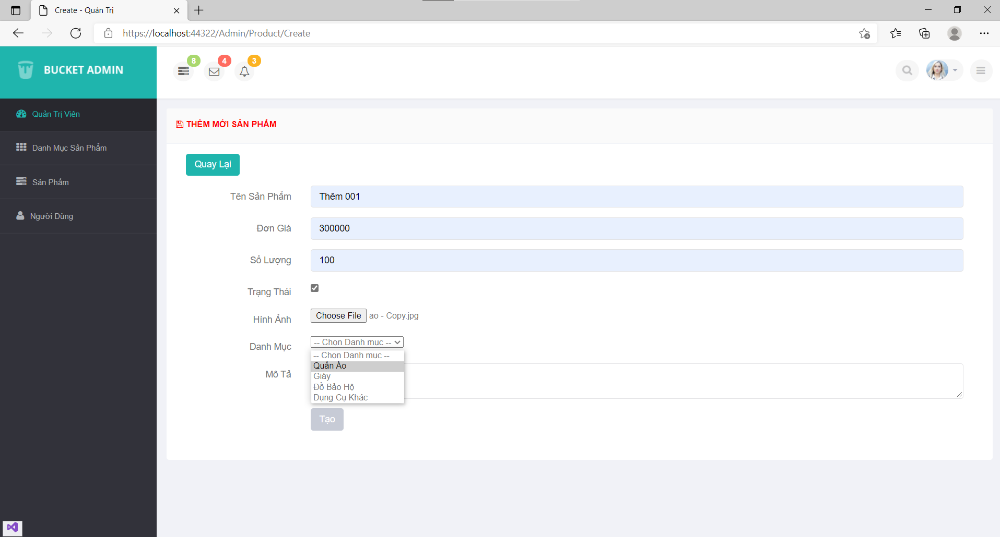 Create - Quản Trị
https://localhost:44322/Admin/Product/Create
BUCKET ADMIN
8
4
3
Quản Trị Viên
Danh Mục Sản Phẩm
Sản Phẩm
Người Dùng
THÊM MỚI SẢN PHẨM
Quay Lại
Tên Sản Phẩm
Thêm 001
Đơn Giá
300000
Số Lượng
100
Trạng Thái
Hình Ảnh
Choose File ao - Copy.jpg
Danh Mục
-- Chọn Danh mục --
-- Chọn Danh mục --
Quần Áo
Giày
Đồ Bảo Hộ
Dụng Cụ Khác
Mô Tả
Tạo